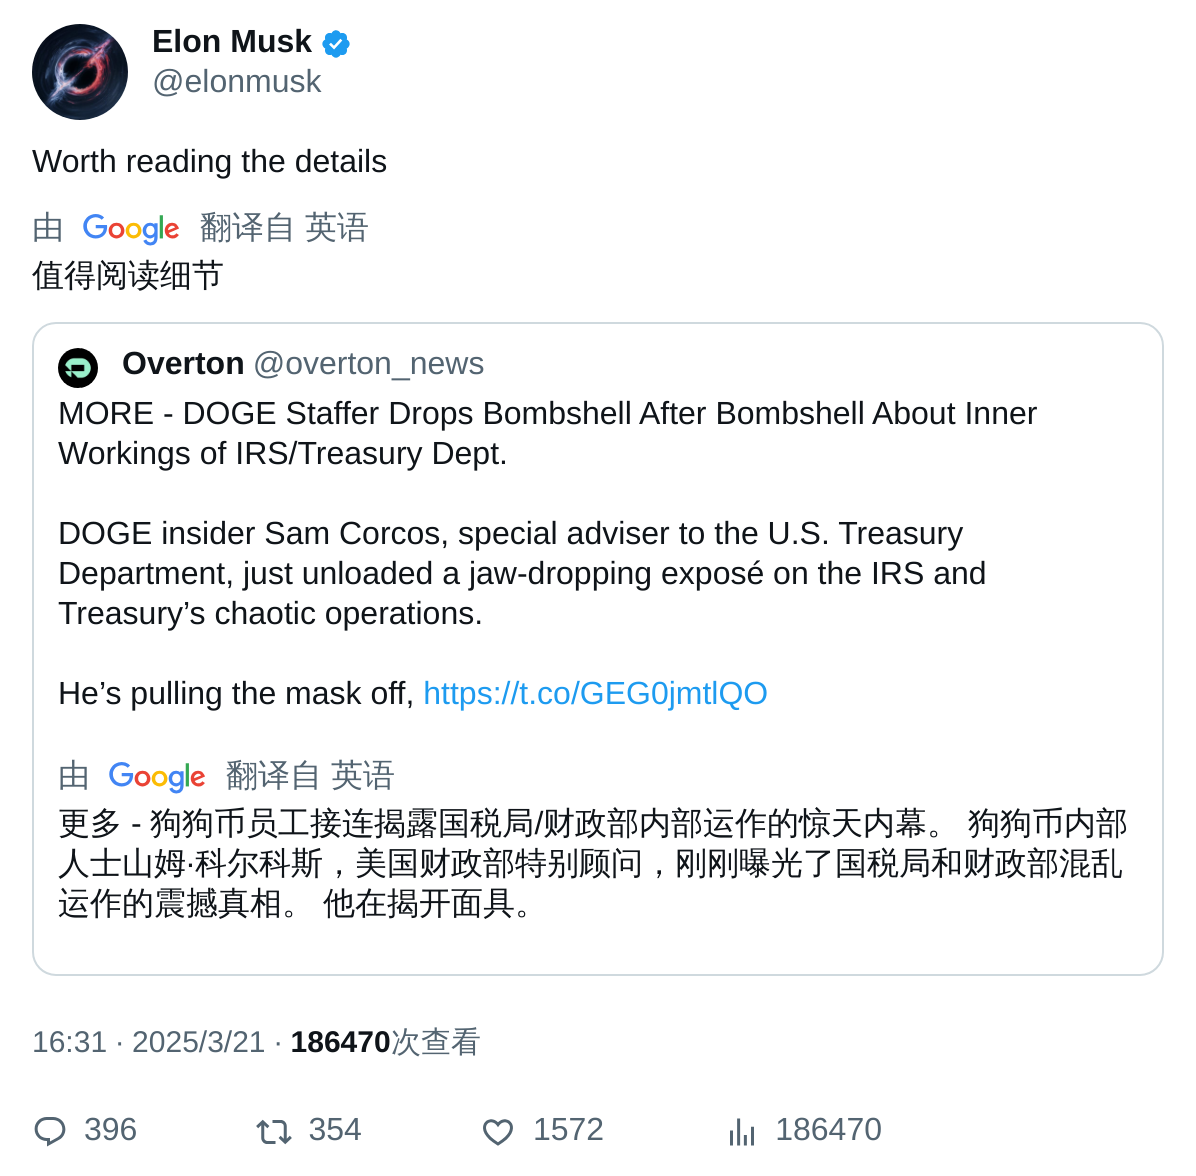 Elon Musk
@elonmusk
Worth reading the details
由 Google 翻译自 英语
值得阅读细节
Overton @overton_news
MORE - DOGE Staffer Drops Bombshell After Bombshell About Inner
Workings of IRS/Treasury Dept.
DOGE insider Sam Corcos, special adviser to the U.S. Treasury
Department, just unloaded a jaw-dropping exposé on the IRS and
Treasury’s chaotic operations.
He’s pulling the mask off, https://t.co/GEG0jmtlQO
由 Google 翻译自 英语
更多 - 狗狗币员工接连揭露国税局/财政部内部运作的惊天内幕。 狗狗币内部
人士山姆·科尔科斯，美国财政部特别顾问，刚刚曝光了国税局和财政部混乱
运作的震撼真相。 他在揭开面具。
16:31 · 2025/3/21 · 186470次查看
396 354 1572 186470